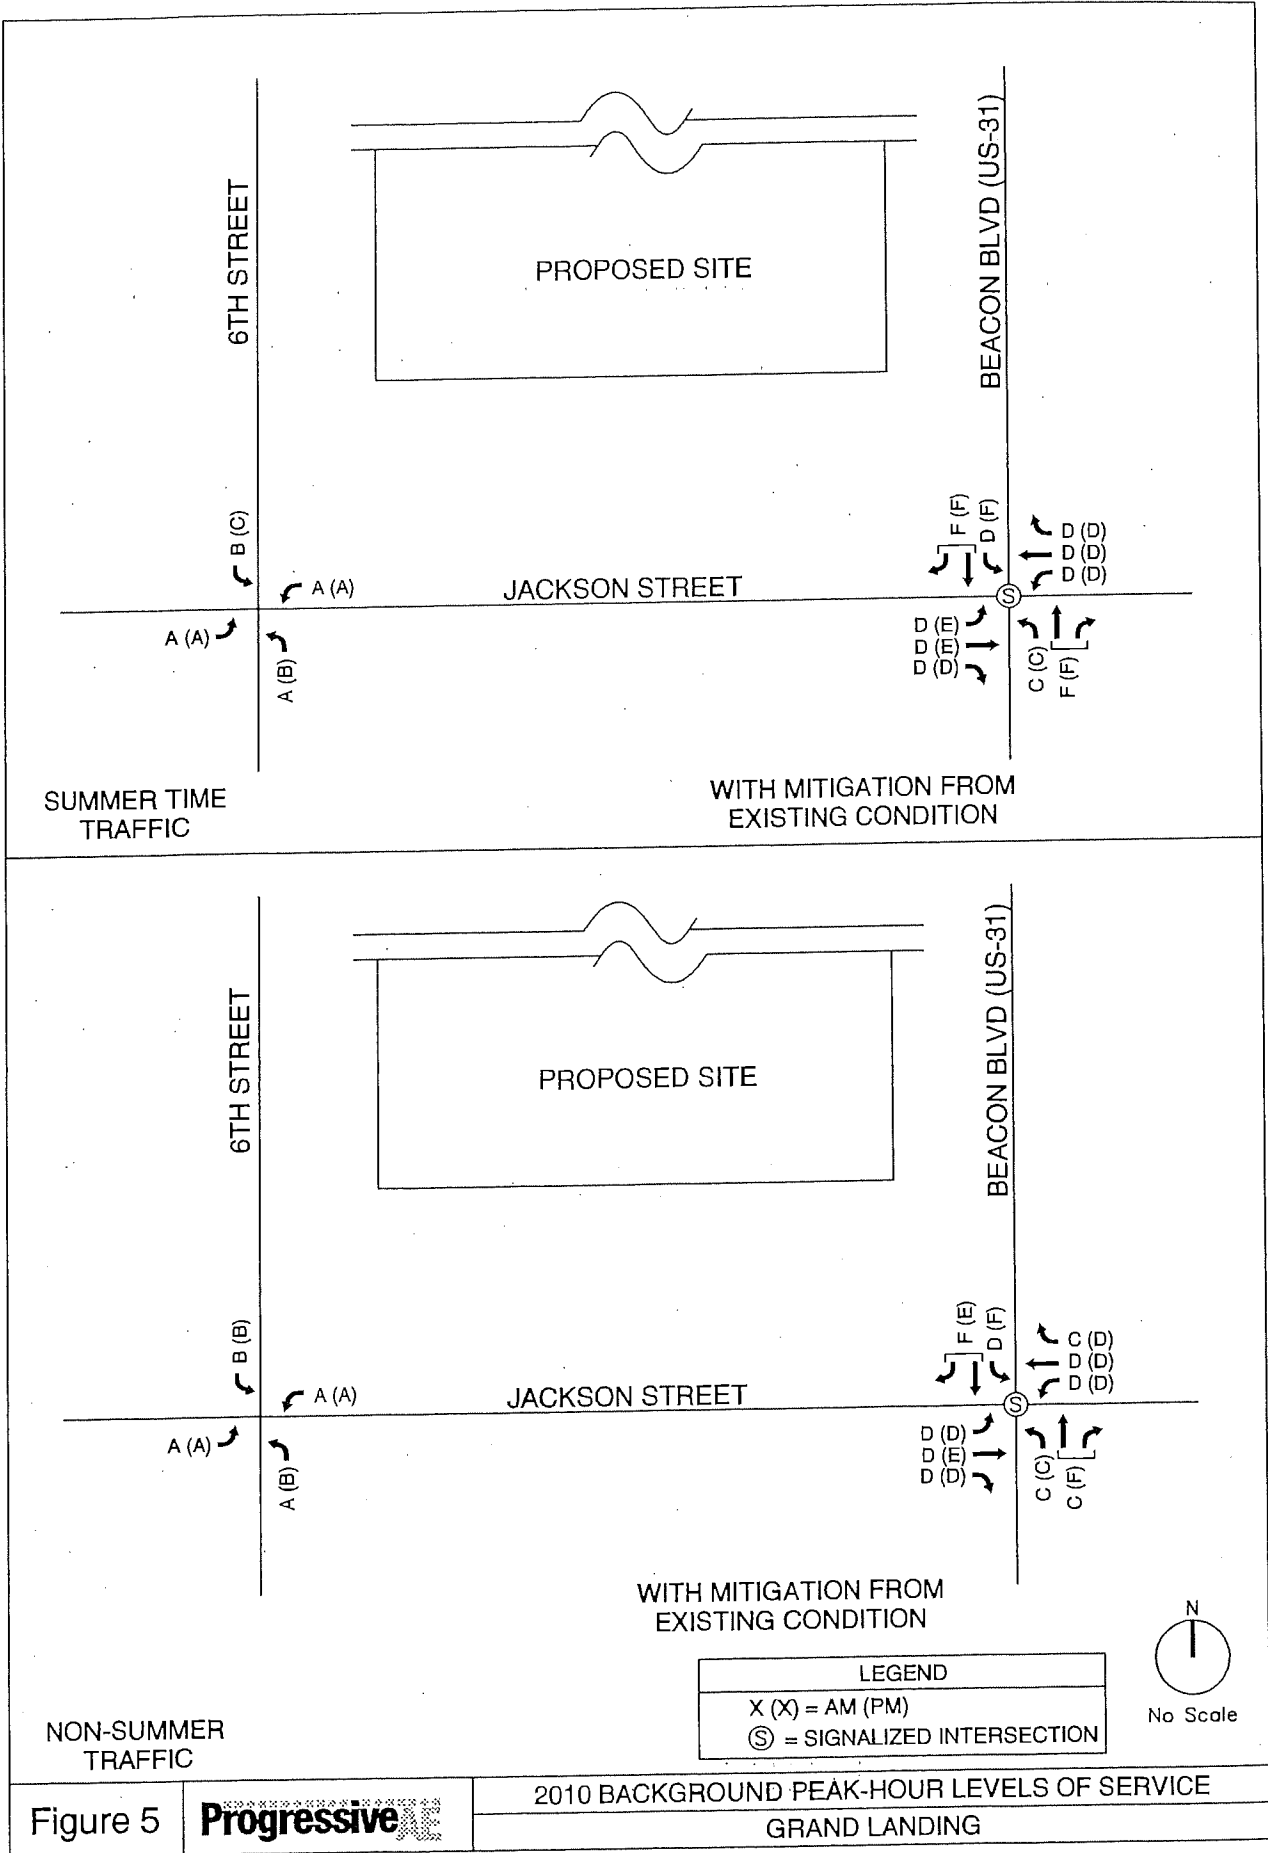 6TH STREET
PROPOSED SITE
BEACON BLVD (US-31)
B (C)
A (A)
JACKSON STREET
F (F)
D (F)
D (D)
D (D)
D (D)
S
A (A)
A (B)
D (E)
D (E)
D (D)
C (C)
F (F)
SUMMER TIME
TRAFFIC
WITH MITIGATION FROM
EXISTING CONDITION
6TH STREET
PROPOSED SITE
BEACON BLVD (US-31)
B (B)
A (A)
JACKSON STREET
F (E)
D (F)
C (D)
D (D)
D (D)
S
A (A)
A (B)
D (D)
D (E)
D (D)
C (C)
C (F)
WITH MITIGATION FROM
EXISTING CONDITION
N
No Scale
LEGEND
X (X) = AM (PM)
S = SIGNALIZED INTERSECTION
NON-SUMMER
TRAFFIC
Figure 5
Progressive AE
2010 BACKGROUND PEAK-HOUR LEVELS OF SERVICE
GRAND LANDING